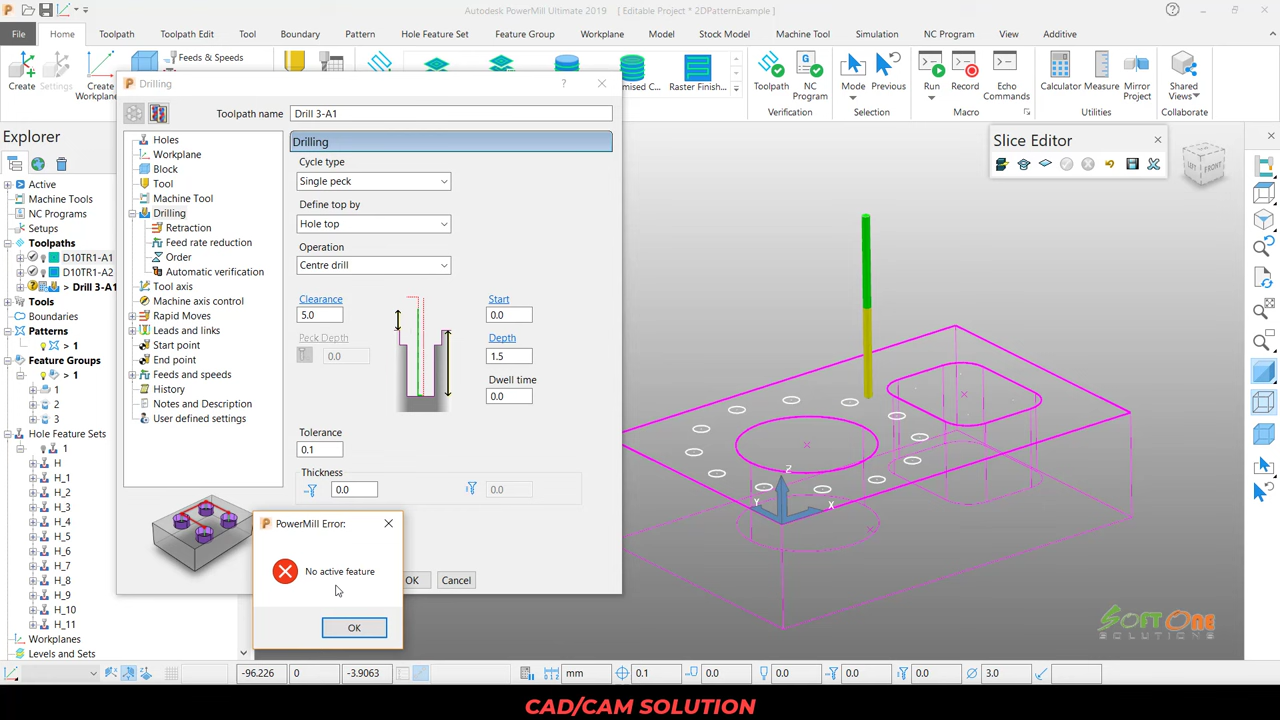 Autodesk PowerMill Ultimate 2019 [ Editable Project * 2DPatternExample ]
File Home Toolpath Toolpath Edit Tool Boundary Pattern Hole Feature Set Feature Group Workplane Model Stock Model Machine Tool Simulation NC Program View Additive
Create
Settings
Create Workplane
Feeds & Speeds
mised C...
Raster Finish...
Toolpath
NC Program
Verification
Mode
Previous
Selection
Run
Record
Echo Commands
Macro
Calculator
Measure
Mirror Project
Utilities
Shared Views
Collaborate
Explorer
Active
Machine Tools
NC Programs
Setups
Toolpaths
D10TR1-A1
D10TR1-A2
> Drill 3-A1
Tools
Boundaries
Patterns
> 1
Feature Groups
> 1
1
2
3
Hole Feature Sets
1
H
H_1
H_2
H_3
H_4
H_5
H_6
H_7
H_8
H_9
H_10
H_11
Workplanes
Levels and Sets
Drilling
?
Toolpath name
Drill 3-A1
Holes
Workplane
Block
Tool
Machine Tool
Drilling
Retraction
Feed rate reduction
Order
Automatic verification
Tool axis
Machine axis control
Rapid Moves
Leads and links
Start point
End point
Feeds and speeds
History
Notes and Description
User defined settings
Drilling
Cycle type
Single peck
Define top by
Hole top
Operation
Centre drill
Clearance
5.0
Peck Depth
0.0
Start
0.0
Depth
1.5
Dwell time
0.0
Tolerance
0.1
Thickness
0.0
0.0
OK
Cancel
PowerMill Error:
No active feature
OK
Slice Editor
FRONT
Z
Y
X
SoftOne
SOLUTIONS
-96.226
0
-3.9063
mm
0.1
0.0
0.0
0.0
0.0
3.0
CAD/CAM SOLUTION